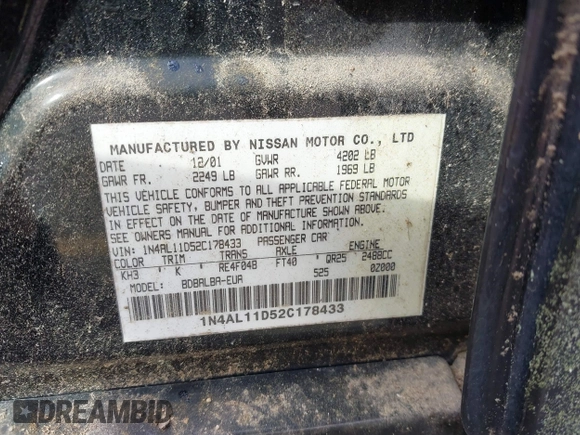 MANUFACTURED BY NISSAN MOTOR CO., LTD
DATE 12/01 GVWR 4202 LB
GAWR FR. 2249 LB GAWR RR. 1969 LB
THIS VEHICLE CONFORMS TO ALL APPLICABLE FEDERAL MOTOR
VEHICLE SAFETY, BUMPER AND THEFT PREVENTION STANDARDS
IN EFFECT ON THE DATE OF MANUFACTURE SHOWN ABOVE.
SEE OWNERS MANUAL FOR ADDITIONAL INFORMATION.
VIN: 1N4AL11D52C178433 PASSENGER CAR
COLOR TRIM TRANS AXLE ENGINE
KH3 K RE4F04B FT40 QR25 2488CC
MODEL: BDBALBA-EUA 525 0Z000
1N4AL11D52C178433
DREAMBID